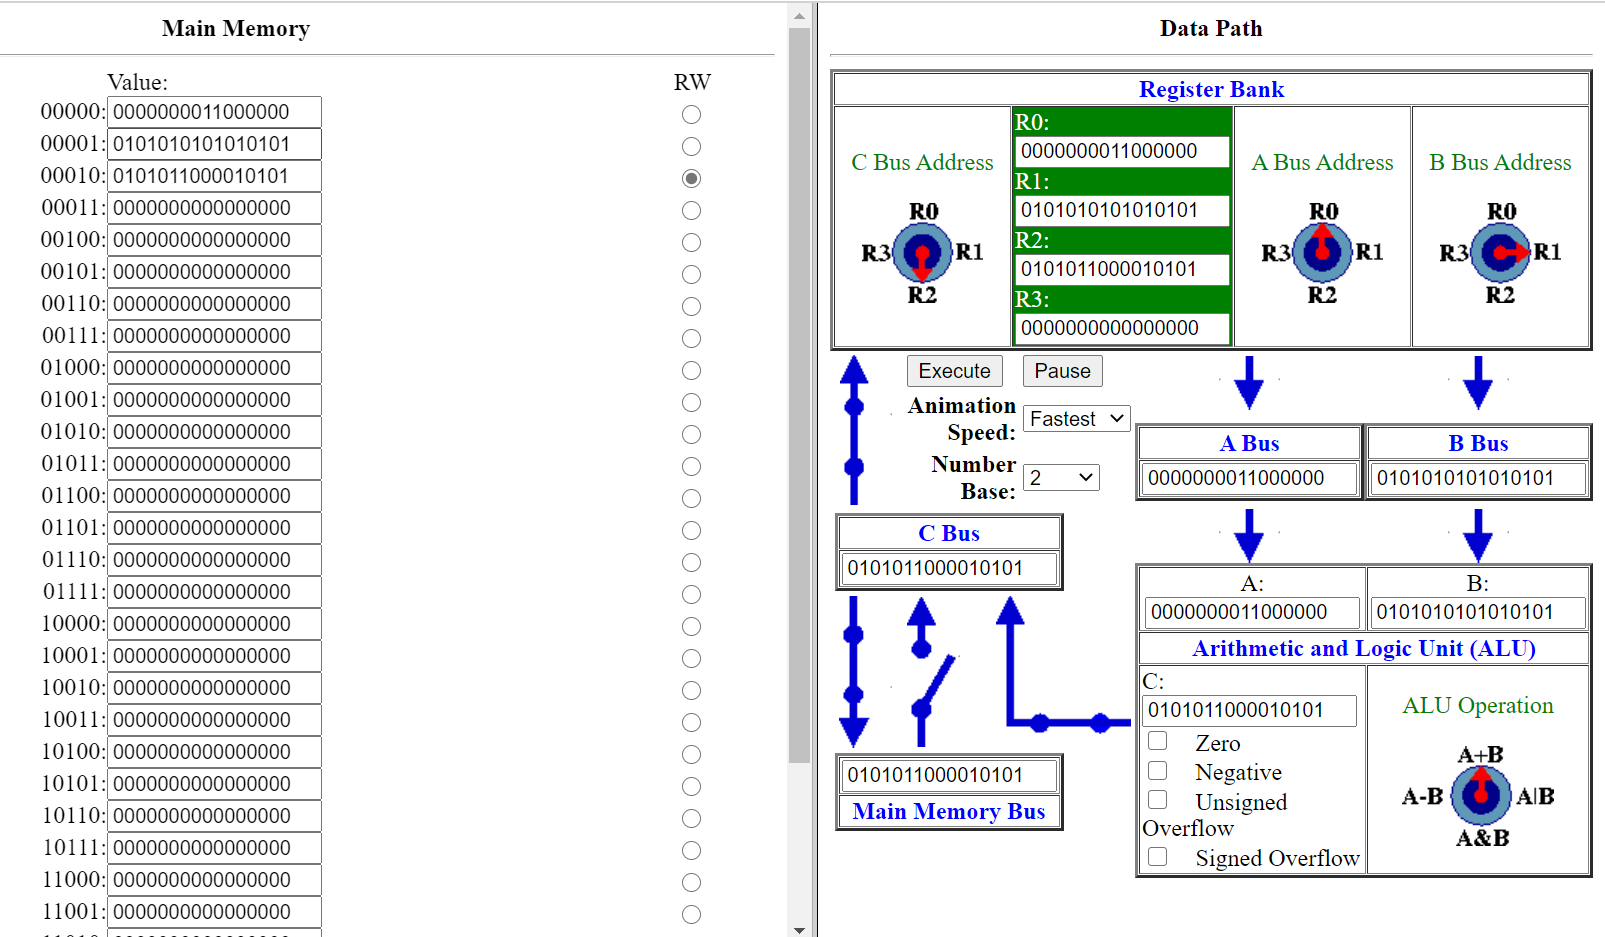 Main Memory
Value: RW
00000: 0000000011000000
00001: 0101010101010101
00010: 0101011000010101
00011: 0000000000000000
00100: 0000000000000000
00101: 0000000000000000
00110: 0000000000000000
00111: 0000000000000000
01000: 0000000000000000
01001: 0000000000000000
01010: 0000000000000000
01011: 0000000000000000
01100: 0000000000000000
01101: 0000000000000000
01110: 0000000000000000
01111: 0000000000000000
10000: 0000000000000000
10001: 0000000000000000
10010: 0000000000000000
10011: 0000000000000000
10100: 0000000000000000
10101: 0000000000000000
10110: 0000000000000000
10111: 0000000000000000
11000: 0000000000000000
11001: 0000000000000000
Data Path
Register Bank
C Bus Address
R0
R3 R1
R2
R0:
0000000011000000
R1:
0101010101010101
R2:
0101011000010101
R3:
0000000000000000
A Bus Address
R0
R3 R1
R2
B Bus Address
R0
R3 R1
R2
Execute Pause
Animation
Speed: Fastest
Number
Base: 2
A Bus
0000000011000000
B Bus
0101010101010101
C Bus
0101011000010101
0101011000010101
Main Memory Bus
A:
0000000011000000
B:
0101010101010101
Arithmetic and Logic Unit (ALU)
C:
0101011000010101
Zero
Negative
Unsigned
Overflow
Signed Overflow
ALU Operation
A+B
A-B A|B
A&B